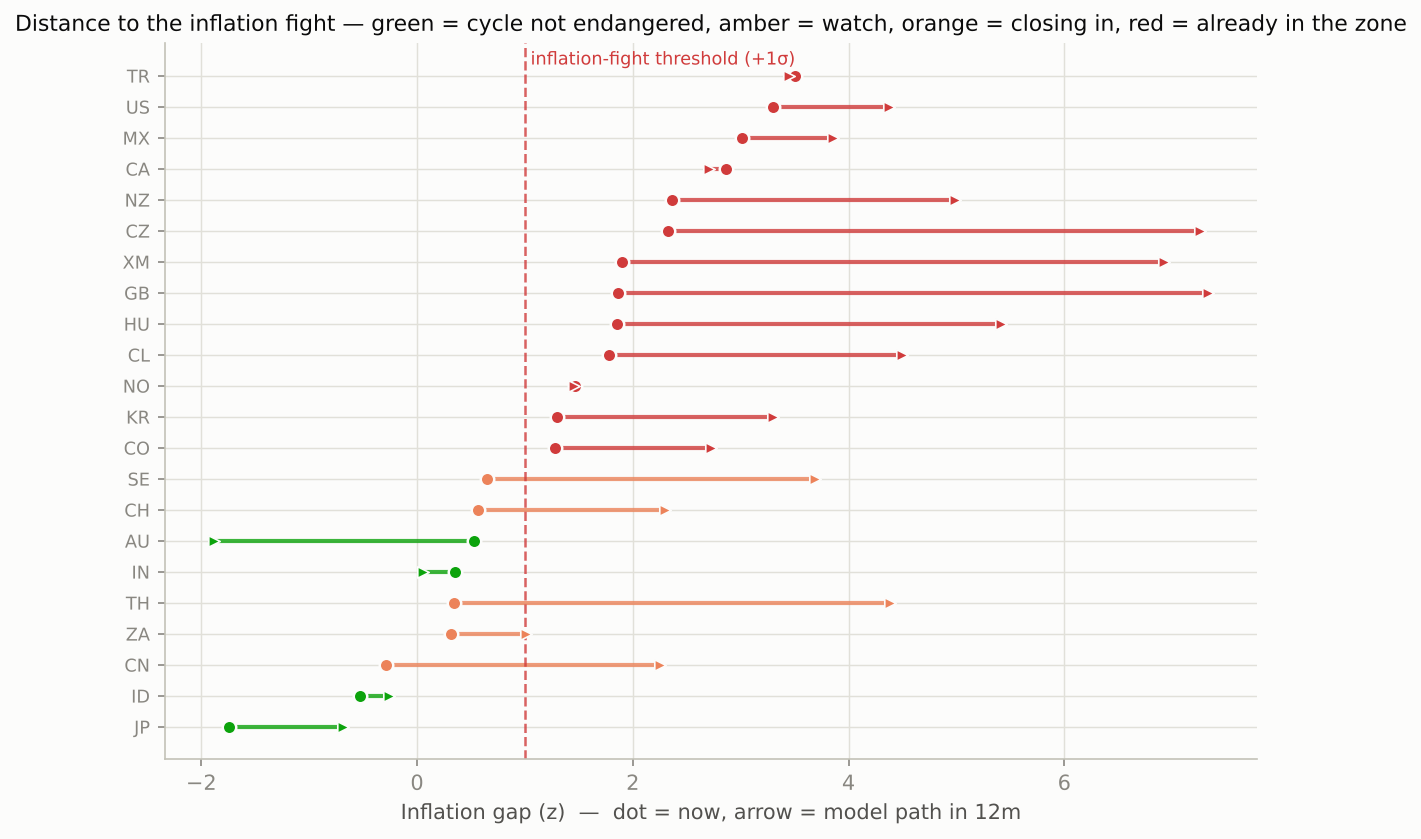 Distance to the inflation fight — green = cycle not endangered, amber = watch, orange = closing in, red = already in the zone
inflation-fight threshold (+1σ)
TR
US
MX
CA
NZ
CZ
XM
GB
HU
CL
NO
KR
CO
SE
CH
AU
IN
TH
ZA
CN
ID
JP
−2 0 2 4 6
Inflation gap (z) — dot = now, arrow = model path in 12m